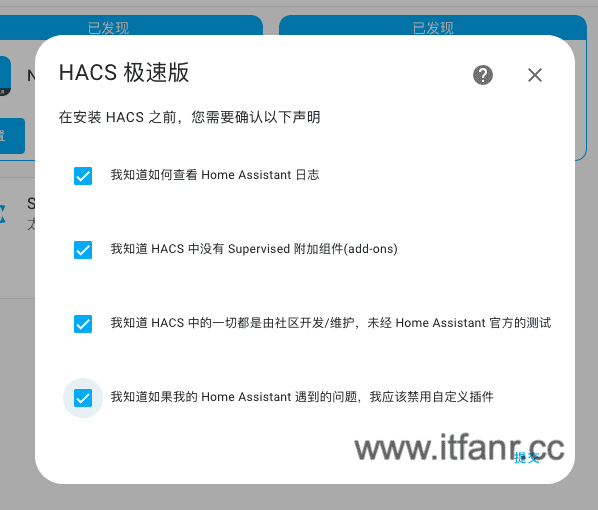 已发现
已发现
N
HACS 极速版
在安装 HACS 之前，您需要确认以下声明
置
我知道如何查看 Home Assistant 日志
S
太
我知道 HACS 中没有 Supervised 附加组件(add-ons)
我知道 HACS 中的一切都是由社区开发/维护，未经 Home Assistant 官方的测试
我知道如果我的 Home Assistant 遇到的问题，我应该禁用自定义插件
www.itfanr.cc
提交